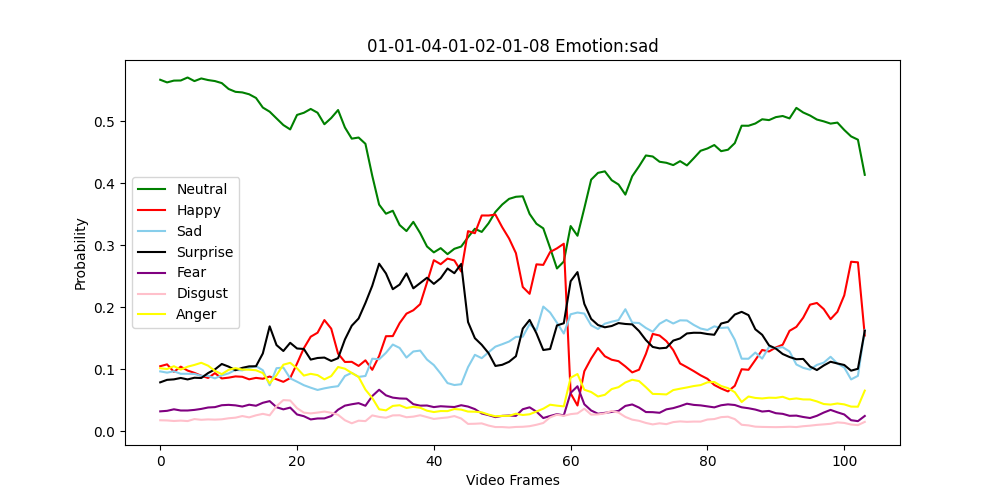 01-01-04-01-02-01-08 Emotion:sad
Probability
0.5
0.4
0.3
0.2
0.1
0.0
Neutral
Happy
Sad
Surprise
Fear
Disgust
Anger
0 20 40 60 80 100
Video Frames